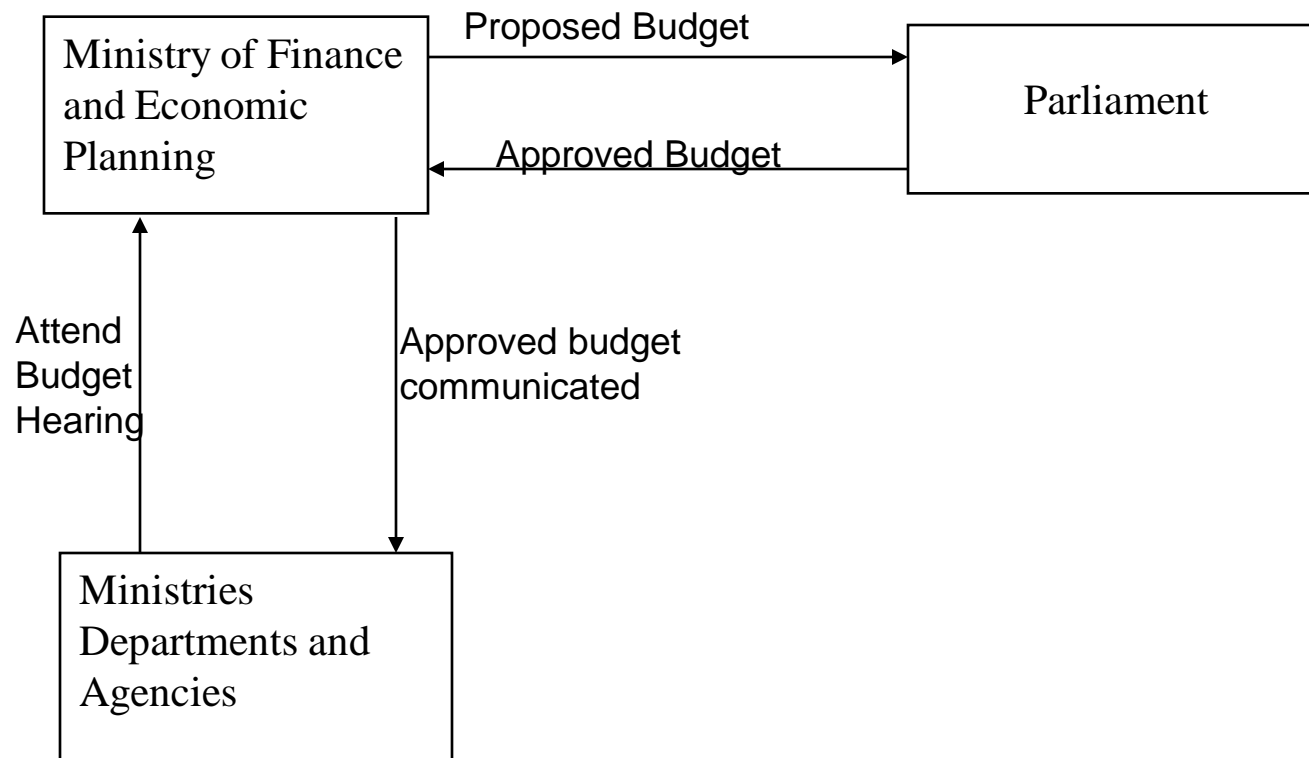 Proposed Budget
Ministry of Finance
and Economic
Planning
Parliament
Approved Budget
Attend
Budget
Hearing
Approved budget
communicated
Ministries
Departments and
Agencies